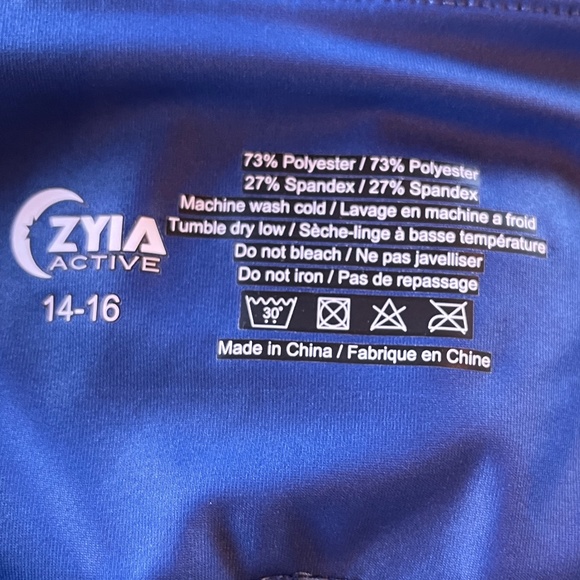 ZYIA
ACTIVE
14-16
73% Polyester / 73% Polyester
27% Spandex / 27% Spandex
Machine wash cold / Lavage en machine a froid
Tumble dry low / Sèche-linge à basse température
Do not bleach / Ne pas javelliser
Do not iron / Pas de repassage
30°
Made in China / Fabrique en Chine